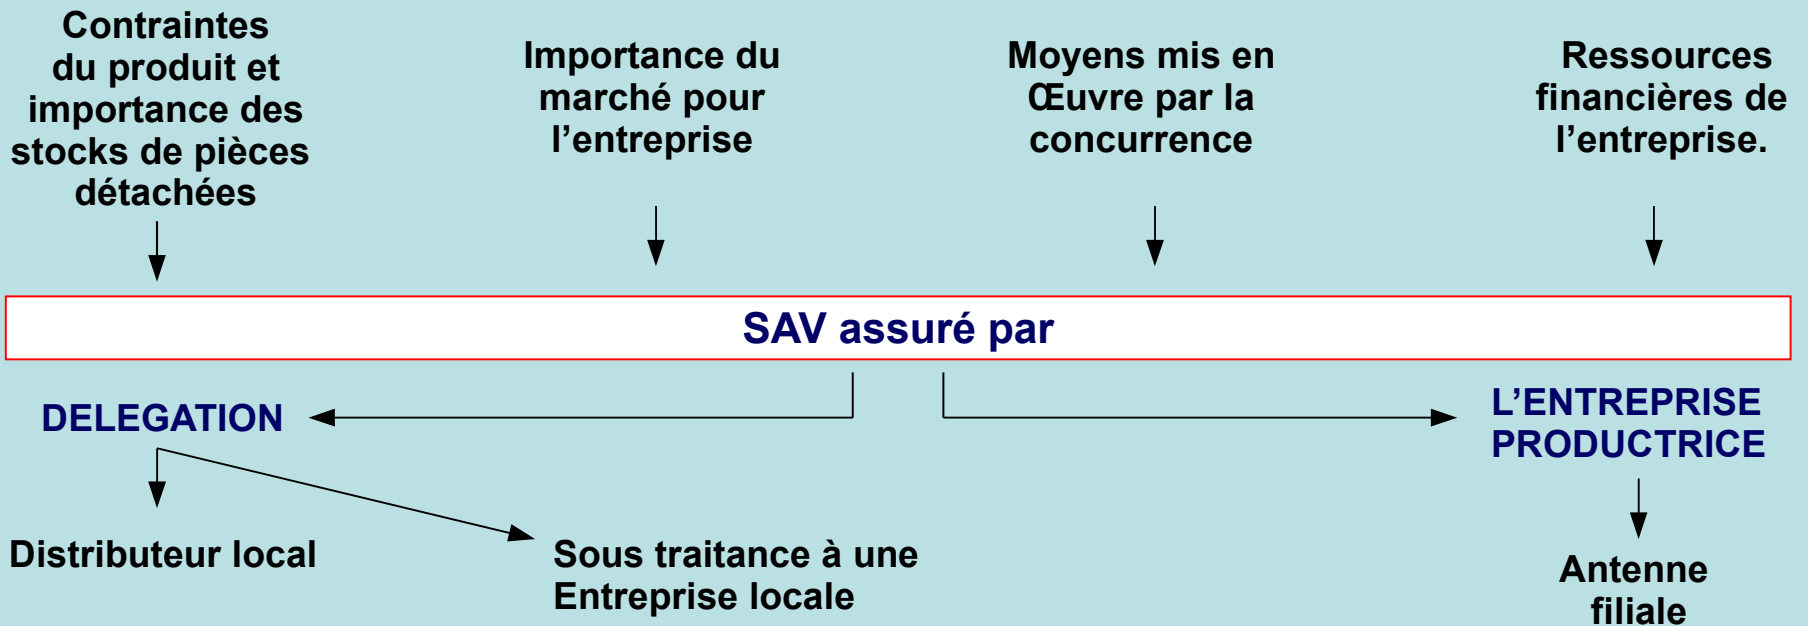 Contraintes
du produit et
importance des
stocks de pièces
détachées
Importance du
marché pour
l’entreprise
Moyens mis en
Œuvre par la
concurrence
Ressources
financières de
l’entreprise.
SAV assuré par
DELEGATION
L’ENTREPRISE
PRODUCTRICE
Distributeur local
Sous traitance à une
Entreprise locale
Antenne
filiale